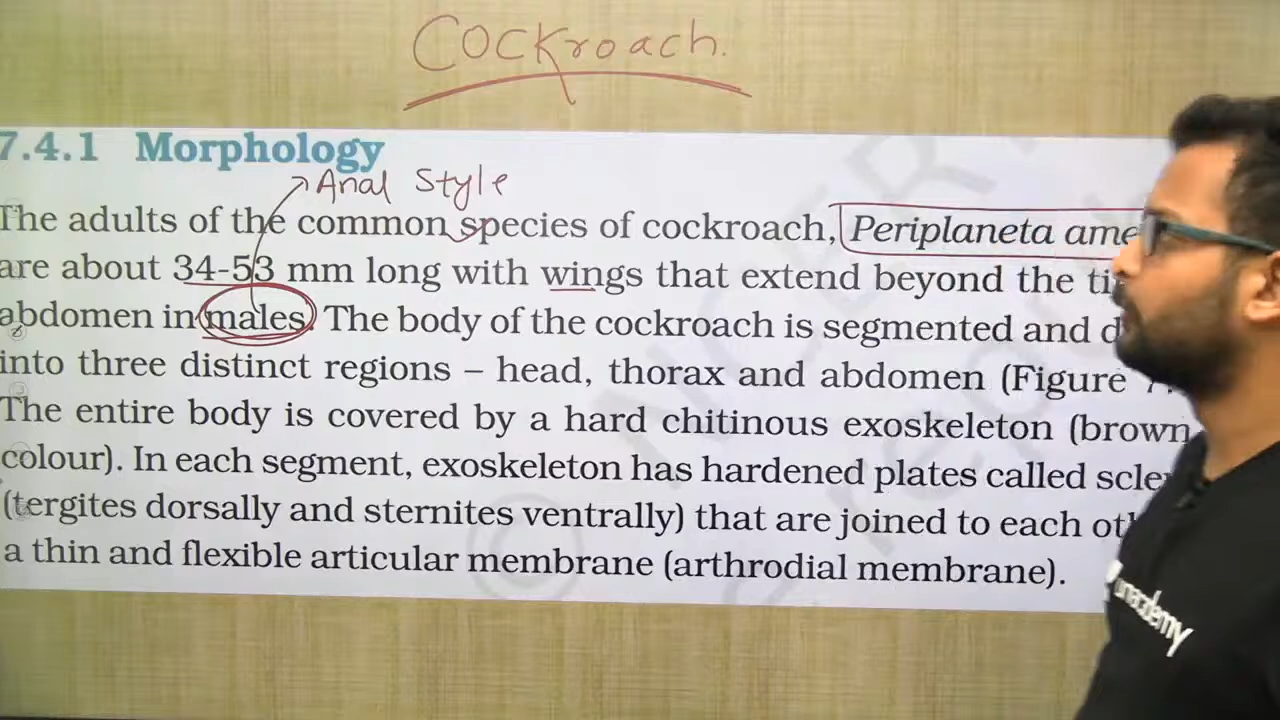 Cockroach.
7.4.1 Morphology
Anal Style
The adults of the common species of cockroach, Periplaneta ame
are about 34-53 mm long with wings that extend beyond the ti
abdomen in males. The body of the cockroach is segmented and d
into three distinct regions – head, thorax and abdomen (Figure 7.
The entire body is covered by a hard chitinous exoskeleton (brown
colour). In each segment, exoskeleton has hardened plates called scle
(tergites dorsally and sternites ventrally) that are joined to each ot
a thin and flexible articular membrane (arthrodial membrane).
unacademy